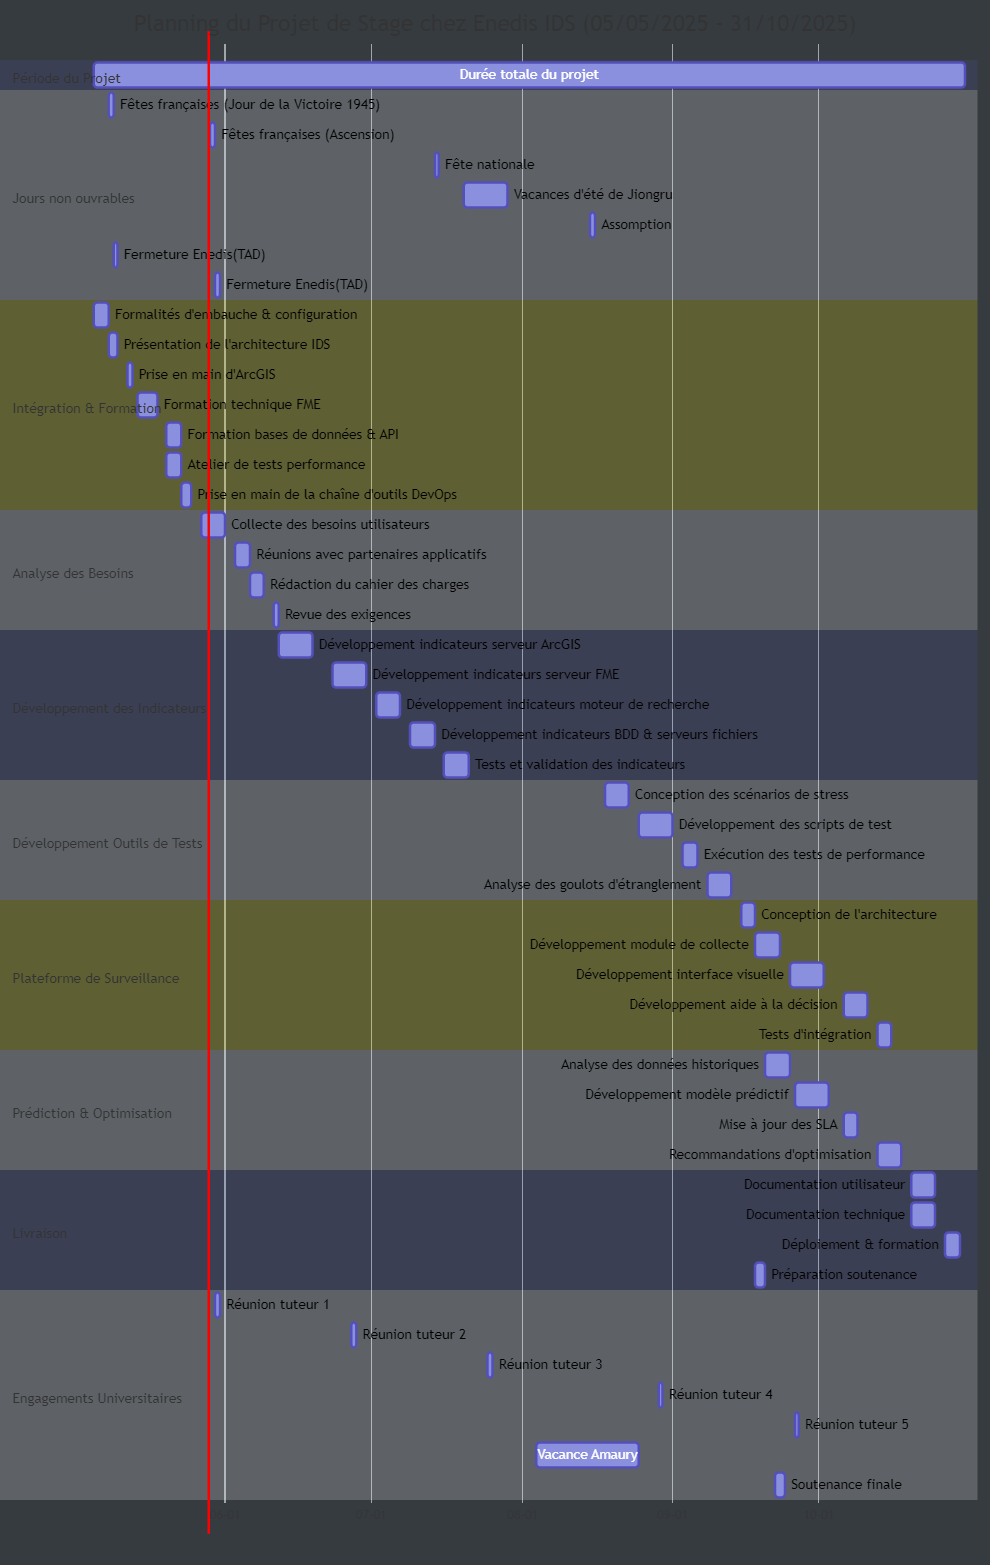 Planning du Projet de Stage chez Enedis IDS (05/05/2025 - 31/10/2025)
Période du Projet
Durée totale du projet
Jours non ouvrables
Fêtes françaises (Jour de la Victoire 1945)
Fêtes françaises (Ascension)
Fête nationale
Vacances d'été de Jiongru
Assomption
Fermeture Enedis(TAD)
Fermeture Enedis(TAD)
Intégration & Formation
Formalités d'embauche & configuration
Présentation de l'architecture IDS
Prise en main d'ArcGIS
Formation technique FME
Formation bases de données & API
Atelier de tests performance
Prise en main de la chaîne d'outils DevOps
Analyse des Besoins
Collecte des besoins utilisateurs
Réunions avec partenaires applicatifs
Rédaction du cahier des charges
Revue des exigences
Développement des Indicateurs
Développement indicateurs serveur ArcGIS
Développement indicateurs serveur FME
Développement indicateurs moteur de recherche
Développement indicateurs BDD & serveurs fichiers
Tests et validation des indicateurs
Développement Outils de Tests
Conception des scénarios de stress
Développement des scripts de test
Exécution des tests de performance
Analyse des goulots d'étranglement
Plateforme de Surveillance
Conception de l'architecture
Développement module de collecte
Développement interface visuelle
Développement aide à la décision
Tests d'intégration
Prédiction & Optimisation
Analyse des données historiques
Développement modèle prédictif
Mise à jour des SLA
Recommandations d'optimisation
Livraison
Documentation utilisateur
Documentation technique
Déploiement & formation
Préparation soutenance
Engagements Universitaires
Réunion tuteur 1
Réunion tuteur 2
Réunion tuteur 3
Réunion tuteur 4
Réunion tuteur 5
Vacance Amaury
Soutenance finale